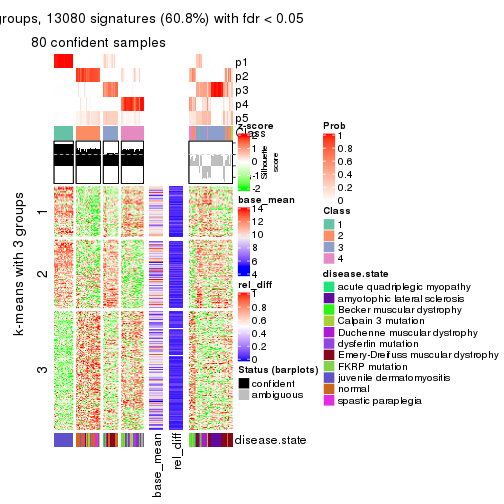 groups, 13080 signatures (60.8%) with fdr < 0.05
80 confident samples
p1
p2
p3
p4
p5
Class
k-means with 3 groups
1
2
3
base_mean
rel_diff
disease.state
z-score
2
1
0
-1
-2
Silhouette
score
base_mean
14
12
10
8
6
4
rel_diff
1
0.8
0.6
0.4
0.2
0
Status (barplots)
confident
ambiguous
Prob
1
0.8
0.6
0.4
0.2
0
Class
1
2
3
4
disease.state
acute quadriplegic myopathy
amyotophic lateral sclerosis
Becker muscular dystrophy
Calpain 3 mutation
Duchenne muscular dystrophy
dysferlin mutation
Emery-Dreifuss muscular dystrophy
FKRP mutation
juvenile dermatomyositis
normal
spastic paraplegia